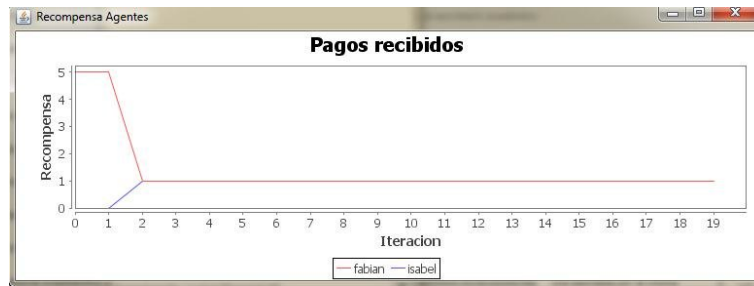 Recompensa Agentes
Pagos recibidos
Recompensa
5
4
3
2
1
0
0 1 2 3 4 5 6 7 8 9 10 11 12 13 14 15 16 17 18 19
Iteracion
fabian isabel